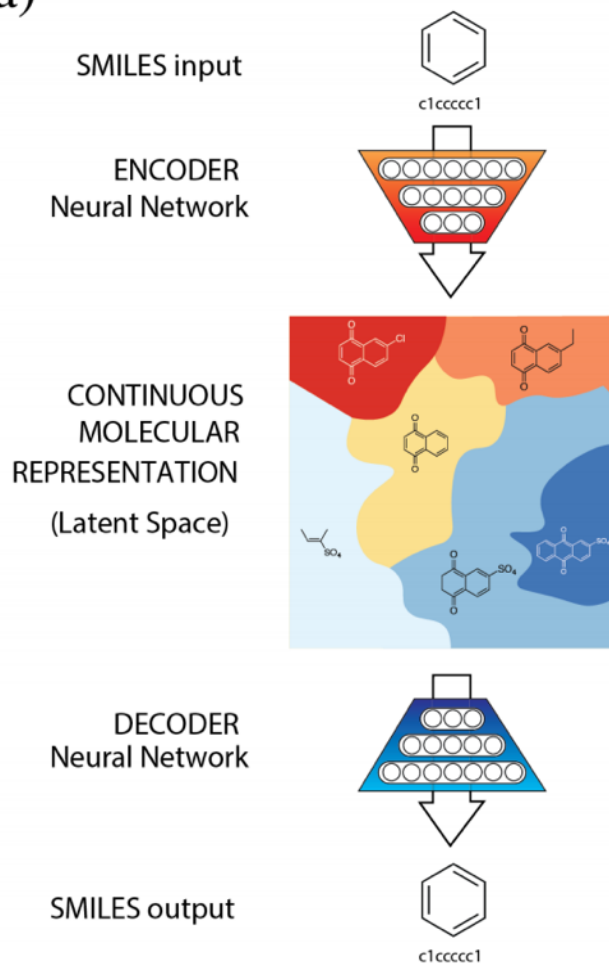 a)
SMILES input
c1ccccc1
ENCODER
Neural Network
O
Cl
O
O
O
CONTINUOUS
MOLECULAR
REPRESENTATION
(Latent Space)
O
O
SO4
O
SO4
O
O
SO4
O
DECODER
Neural Network
SMILES output
c1ccccc1